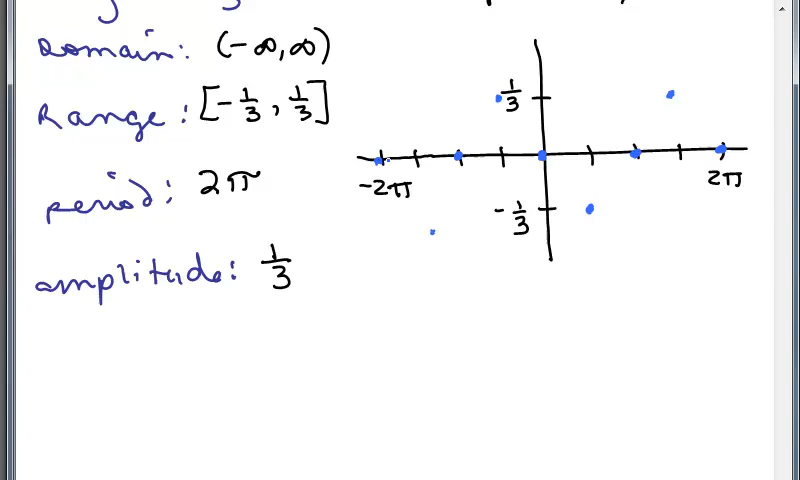 Domain: (-∞,∞)
Range: [-1/3, 1/3]
period: 2π
amplitude: 1/3
1/3
-2π
2π
-1/3